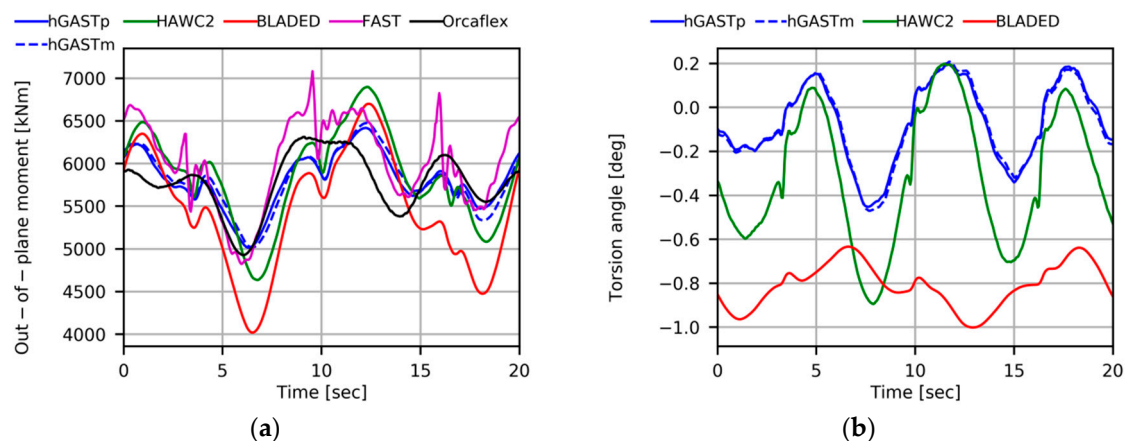 hGASTp HAWC2 BLADED FAST Orcaflex
hGASTm
Out – of – plane moment [kNm]
7000
6500
6000
5500
5000
4500
4000
0 5 10 15 20
Time [sec]
(a)
hGASTp hGASTm HAWC2 BLADED
Torsion angle [deg]
0.2
0.0
−0.2
−0.4
−0.6
−0.8
−1.0
0 5 10 15 20
Time [sec]
(b)